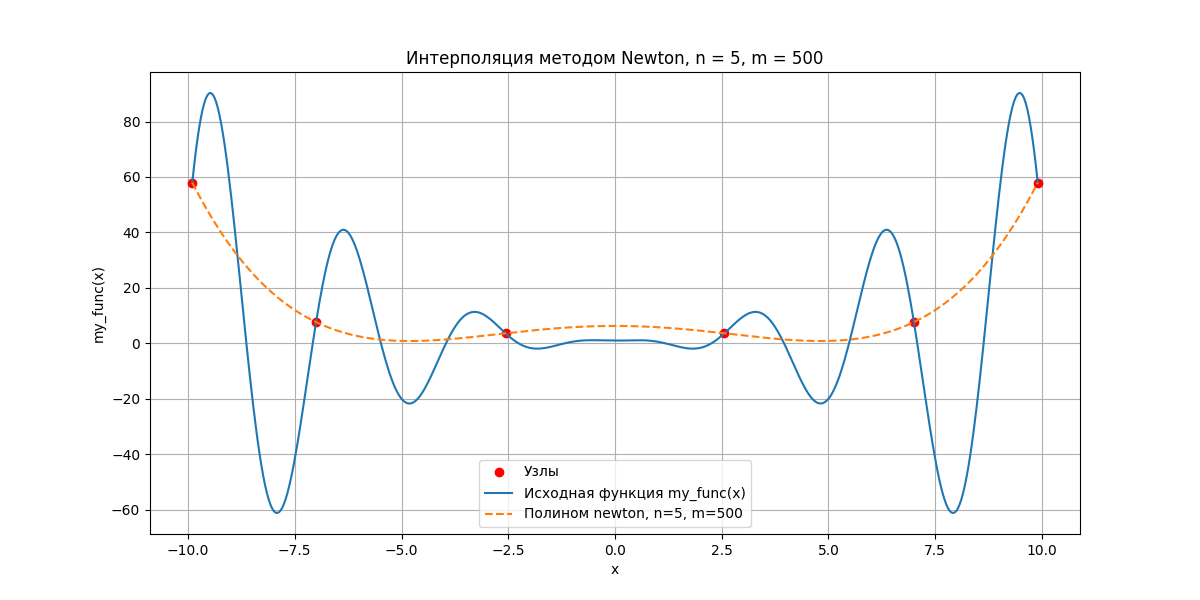 Интерполяция методом Newton, n = 5, m = 500
my_func(x)
80
60
40
20
0
−20
−40
−60
Узлы
Исходная функция my_func(x)
Полином newton, n=5, m=500
−10.0 −7.5 −5.0 −2.5 0.0 2.5 5.0 7.5 10.0
x